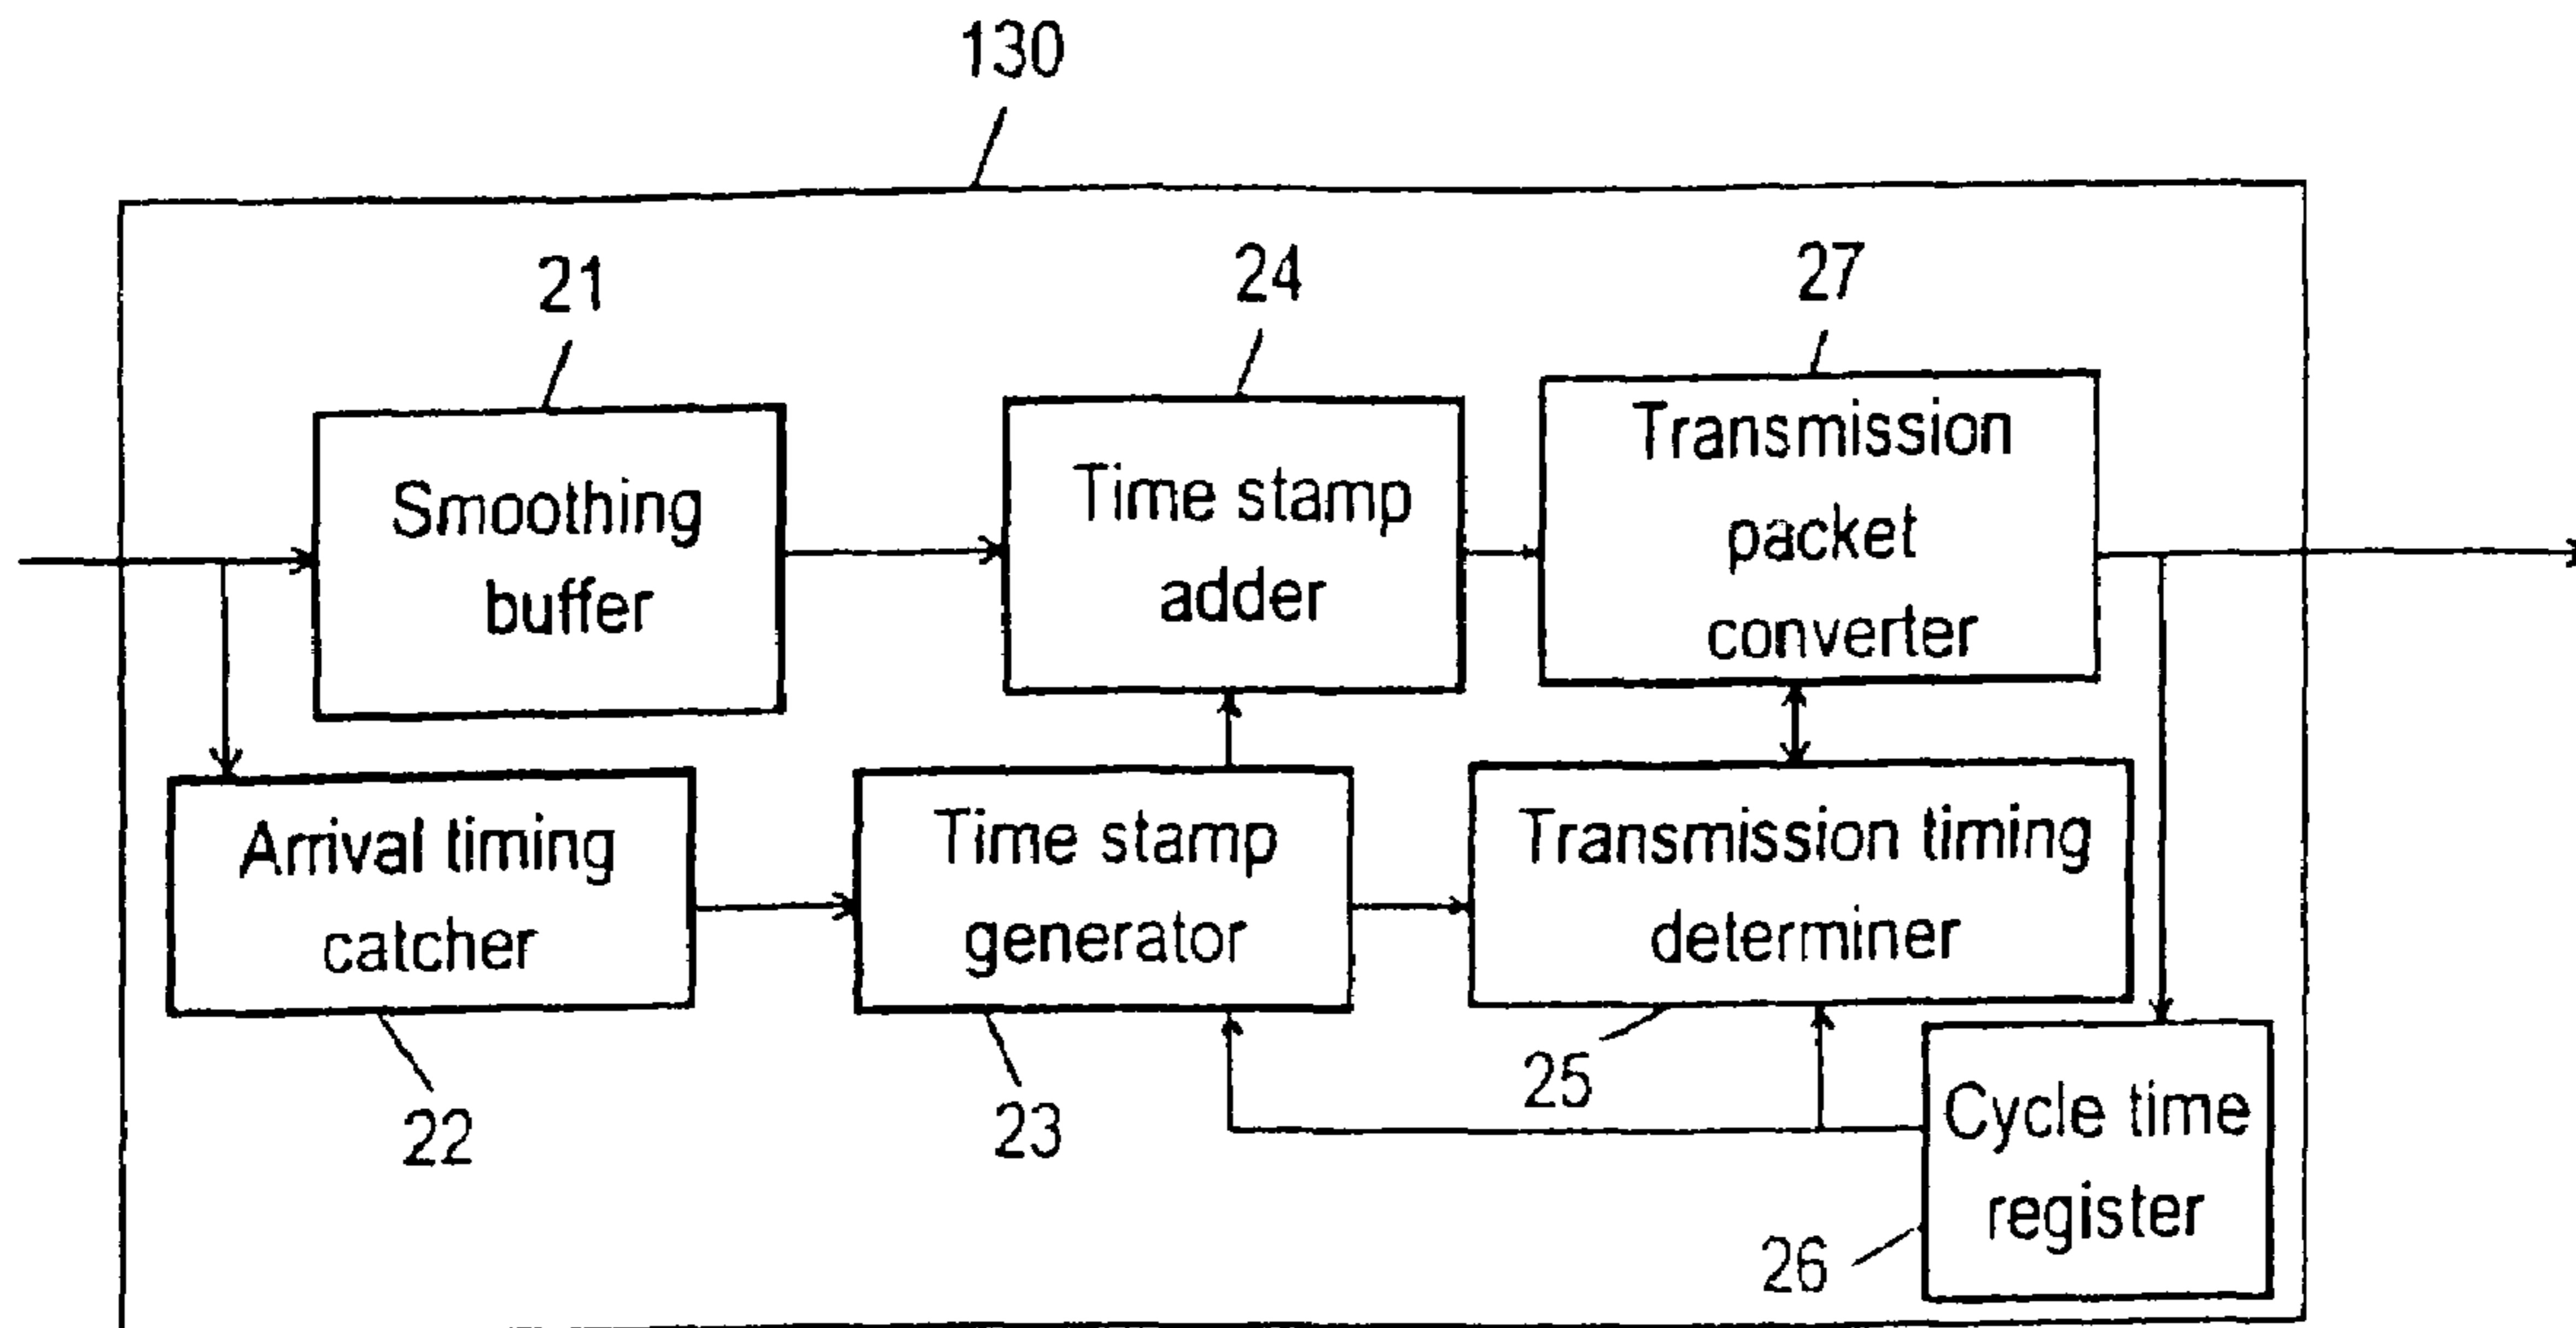 130
21
24
27
Smoothing
buffer
Time stamp
adder
Transmission
packet
converter
Arrival timing
catcher
Time stamp
generator
Transmission timing
determiner
22
23
25
Cycle time
register
26